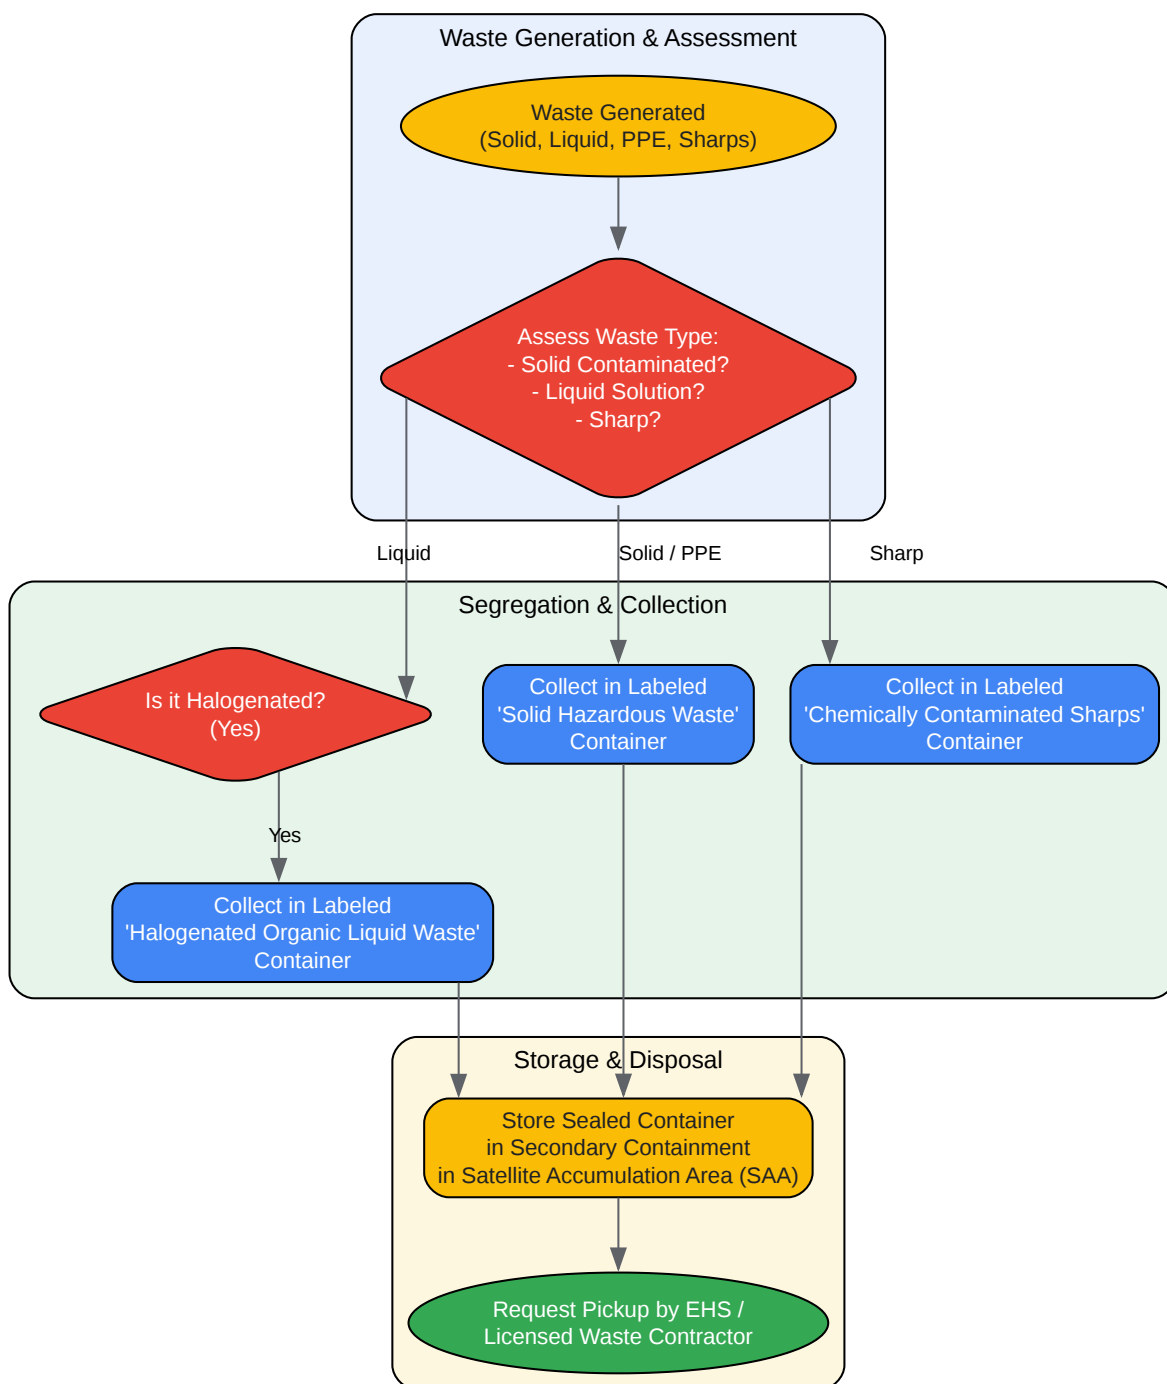 Waste Generation & Assessment
Waste Generated
(Solid, Liquid, PPE, Sharps)
Assess Waste Type:
- Solid Contaminated?
- Liquid Solution?
- Sharp?
Liquid
Solid / PPE
Sharp
Segregation & Collection
Is it Halogenated?
(Yes)
Collect in Labeled
'Solid Hazardous Waste'
Container
Collect in Labeled
'Chemically Contaminated Sharps'
Container
Yes
Collect in Labeled
'Halogenated Organic Liquid Waste'
Container
Storage & Disposal
Store Sealed Container
in Secondary Containment
in Satellite Accumulation Area (SAA)
Request Pickup by EHS /
Licensed Waste Contractor